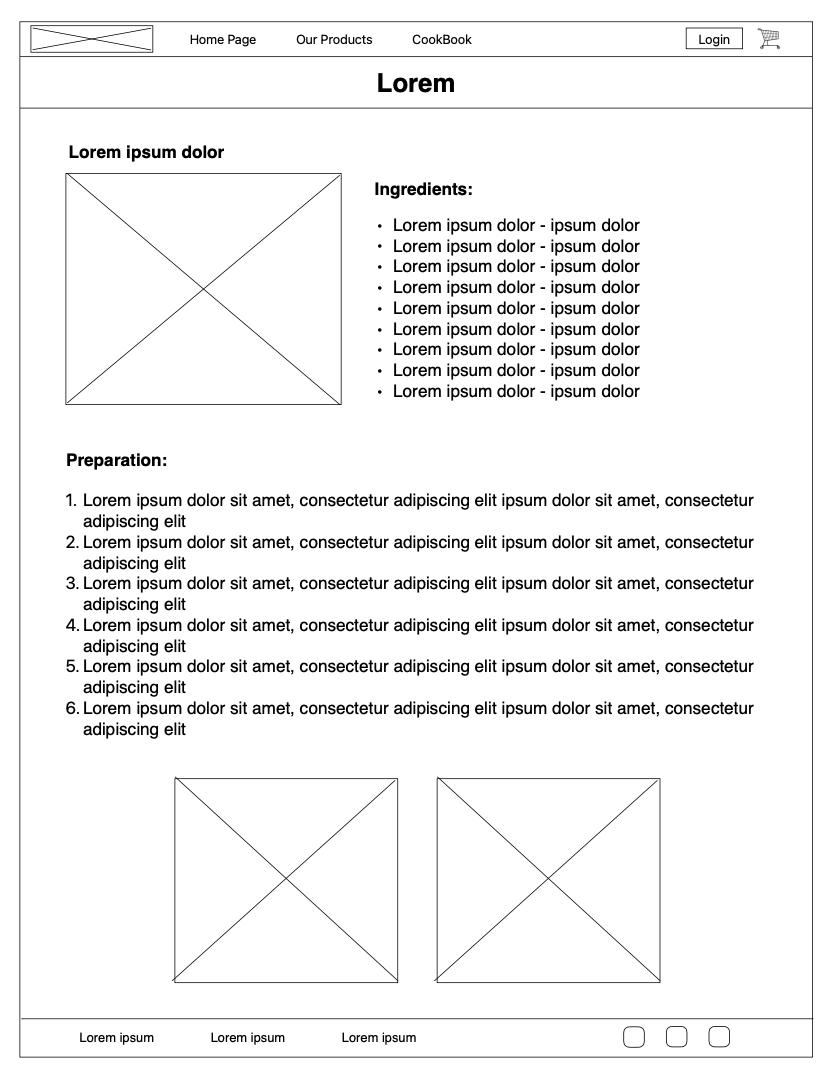 Home Page Our Products CookBook Login
Lorem
Lorem ipsum dolor
Ingredients:
• Lorem ipsum dolor - ipsum dolor
• Lorem ipsum dolor - ipsum dolor
• Lorem ipsum dolor - ipsum dolor
• Lorem ipsum dolor - ipsum dolor
• Lorem ipsum dolor - ipsum dolor
• Lorem ipsum dolor - ipsum dolor
• Lorem ipsum dolor - ipsum dolor
• Lorem ipsum dolor - ipsum dolor
• Lorem ipsum dolor - ipsum dolor
Preparation:
1. Lorem ipsum dolor sit amet, consectetur adipiscing elit ipsum dolor sit amet, consectetur
adipiscing elit
2. Lorem ipsum dolor sit amet, consectetur adipiscing elit ipsum dolor sit amet, consectetur
adipiscing elit
3. Lorem ipsum dolor sit amet, consectetur adipiscing elit ipsum dolor sit amet, consectetur
adipiscing elit
4. Lorem ipsum dolor sit amet, consectetur adipiscing elit ipsum dolor sit amet, consectetur
adipiscing elit
5. Lorem ipsum dolor sit amet, consectetur adipiscing elit ipsum dolor sit amet, consectetur
adipiscing elit
6. Lorem ipsum dolor sit amet, consectetur adipiscing elit ipsum dolor sit amet, consectetur
adipiscing elit
Lorem ipsum Lorem ipsum Lorem ipsum